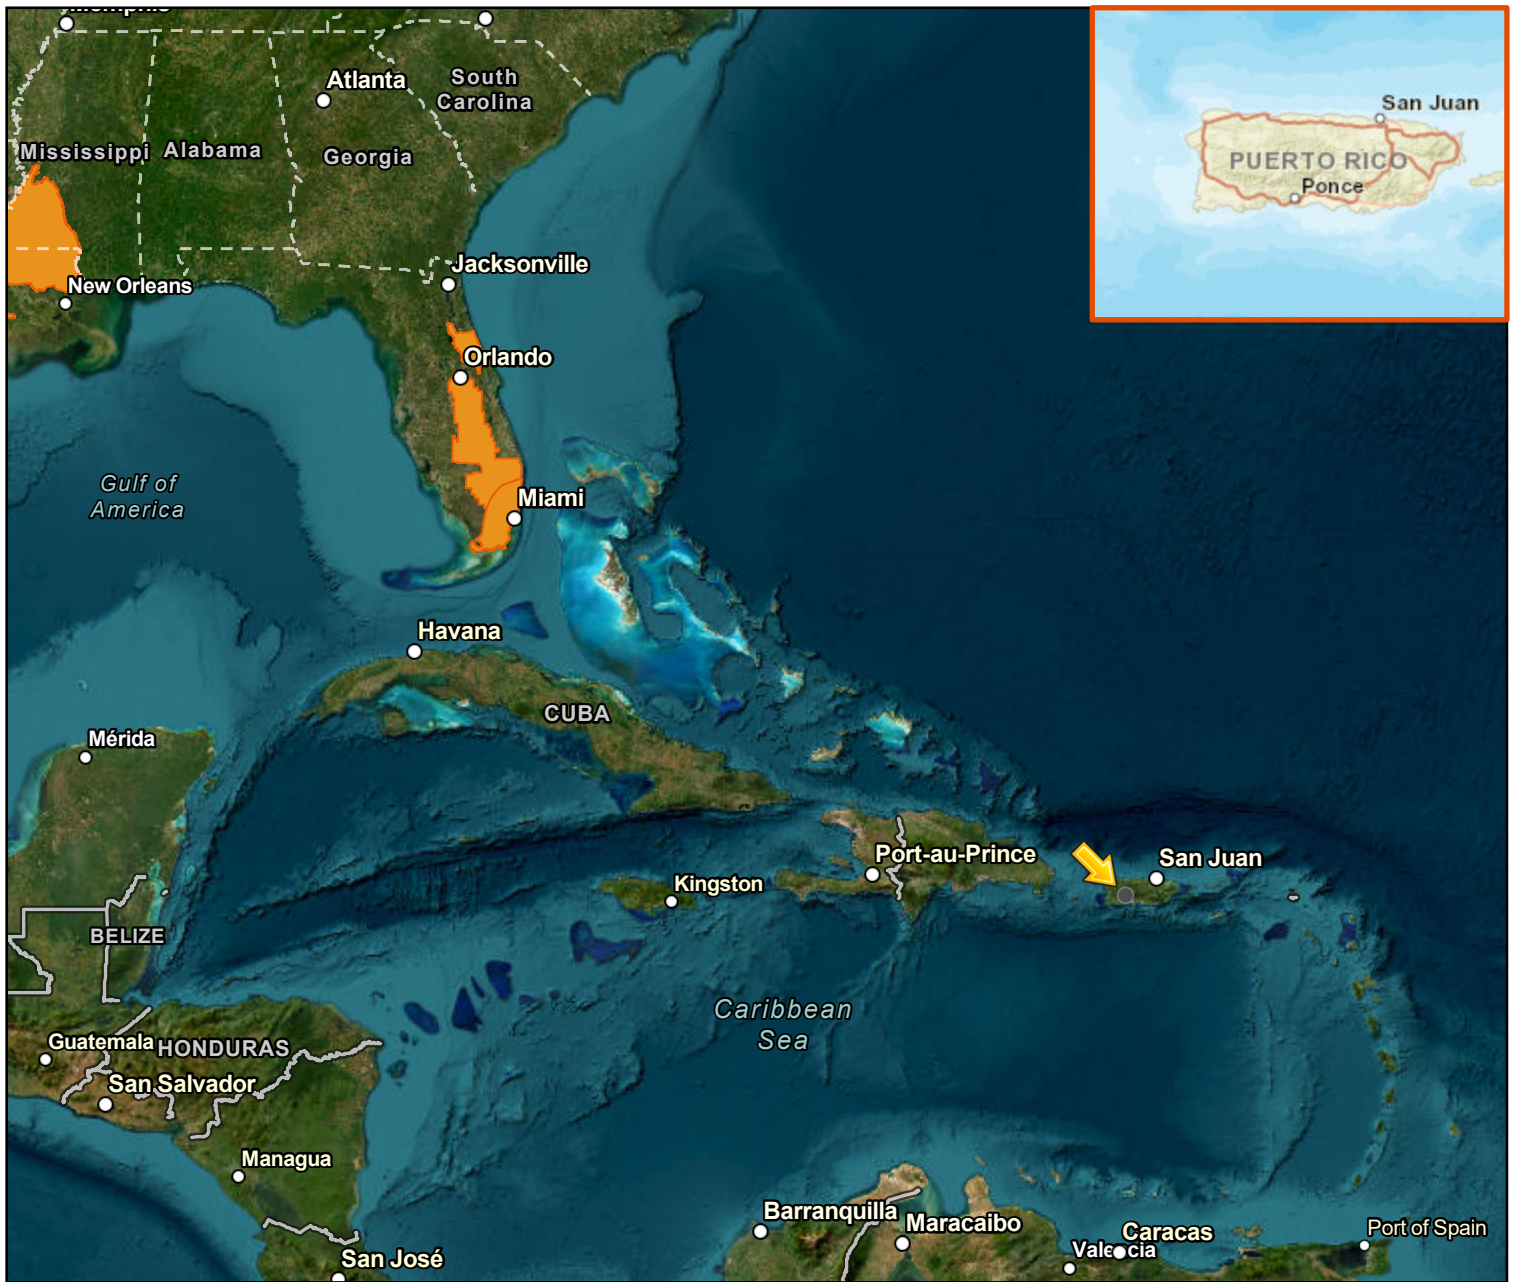 Memphis
Atlanta
South
Carolina
Mississippi
Alabama
Georgia
San Juan
PUERTO RICO
Ponce
Jacksonville
New Orleans
Orlando
Gulf of
America
Miami
Havana
CUBA
Mérida
Port-au-Prince
San Juan
Kingston
BELIZE
Caribbean
Sea
Guatemala
HONDURAS
San Salvador
Managua
Barranquilla
Maracaibo
Caracas
Valencia
Port of Spain
San José